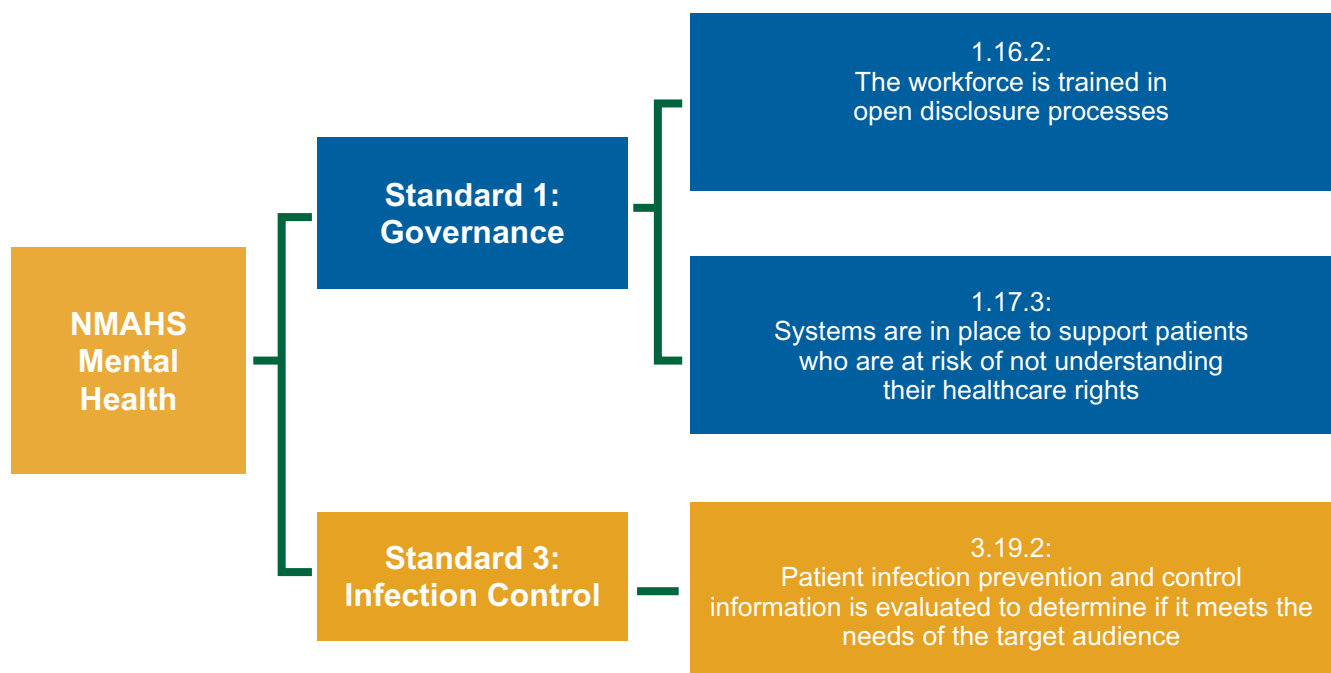 NMAHS
Mental
Health
Standard 1:
Governance
1.16.2:
The workforce is trained in
open disclosure processes
1.17.3:
Systems are in place to support patients
who are at risk of not understanding
their healthcare rights
Standard 3:
Infection Control
3.19.2:
Patient infection prevention and control
information is evaluated to determine if it meets the
needs of the target audience